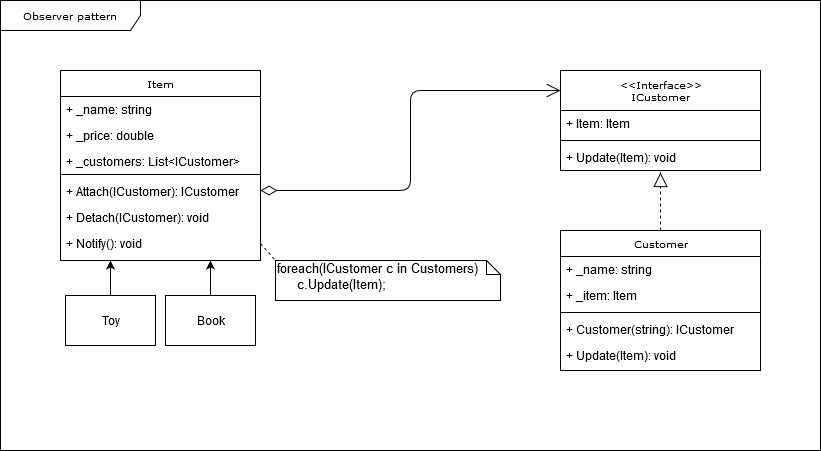 Observer pattern
Item
+ _name: string
+ _price: double
+ _customers: List<ICustomer>
+ Attach(ICustomer): ICustomer
+ Detach(ICustomer): void
+ Notify(): void
foreach(ICustomer c in Customers)
c.Update(Item);
Toy
Book
<<Interface>>
ICustomer
+ Item: Item
+ Update(Item): void
Customer
+ _name: string
+ _item: Item
+ Customer(string): ICustomer
+ Update(Item): void